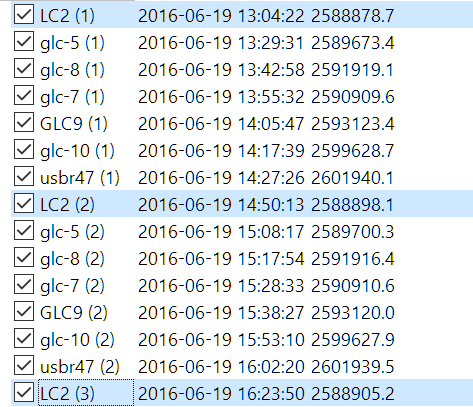 LC2 (1) 2016-06-19 13:04:22 2588878.7
glc-5 (1) 2016-06-19 13:29:31 2589673.4
glc-8 (1) 2016-06-19 13:42:58 2591919.1
glc-7 (1) 2016-06-19 13:55:32 2590909.6
GLC9 (1) 2016-06-19 14:05:47 2593123.4
glc-10 (1) 2016-06-19 14:17:39 2599628.7
usbr47 (1) 2016-06-19 14:27:26 2601940.1
LC2 (2) 2016-06-19 14:50:13 2588898.1
glc-5 (2) 2016-06-19 15:08:17 2589700.3
glc-8 (2) 2016-06-19 15:17:54 2591916.4
glc-7 (2) 2016-06-19 15:28:33 2590910.6
GLC9 (2) 2016-06-19 15:38:27 2593120.0
glc-10 (2) 2016-06-19 15:53:10 2599627.9
usbr47 (2) 2016-06-19 16:02:20 2601939.5
LC2 (3) 2016-06-19 16:23:50 2588905.2